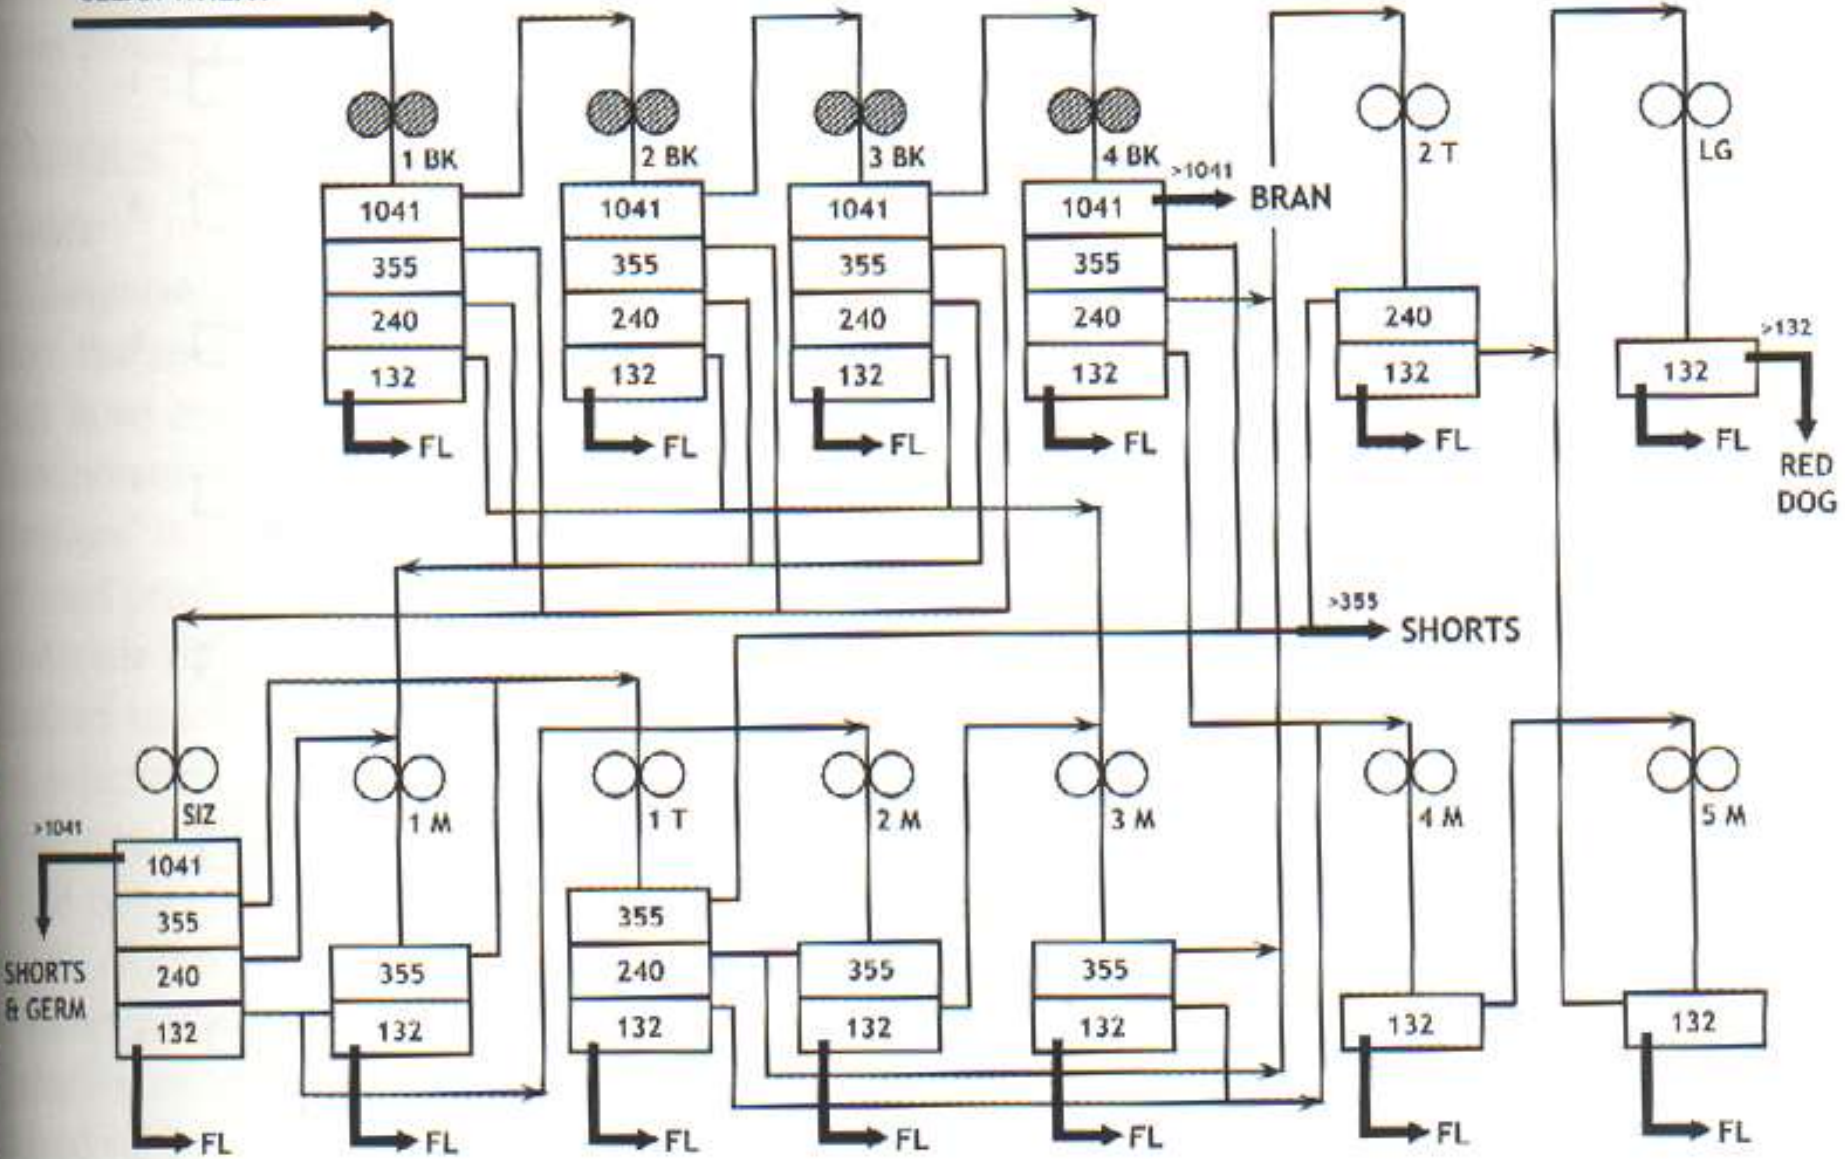 1 BK
2 BK
3 BK
4 BK
2 T
LG
>1041
BRAN
1041
1041
1041
1041
355
355
355
355
240
240
240
240
240
132
132
132
132
132
132
>132
FL
FL
FL
FL
FL
FL
RED
DOG
>355
SHORTS
SIZ
1 M
1 T
2 M
3 M
4 M
5 M
>1041
1041
355
240
132
SHORTS
& GERM
355
132
355
240
132
355
132
355
132
132
132
FL
FL
FL
FL
FL
FL
FL